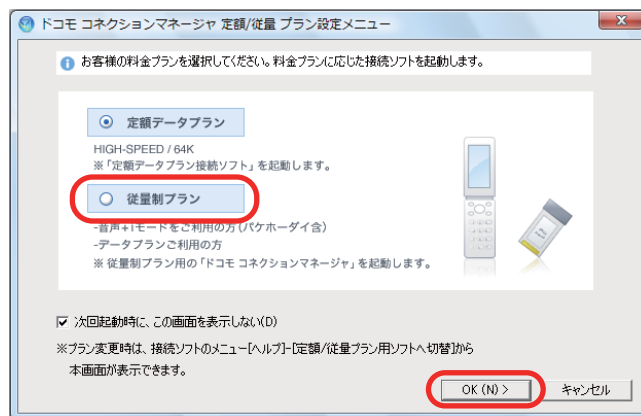 ドコモ コネクションマネージャ 定額/従量 プラン設定メニュー
お客様の料金プランを選択してください。料金プランに応じた接続ソフトを起動します。
定額データプラン
HIGH-SPEED / 64K
※「定額データプラン接続ソフト」を起動します。
従量制プラン
-音声+iモードをご利用の方(パケホーダイ含)
-データプランご利用の方
※ 従量制プラン用の「ドコモ コネクションマネージャ」を起動します。
次回起動時に、この画面を表示しない(D)
※プラン変更時は、接続ソフトのメニュー[ヘルプ]-[定額/従量プラン用ソフトへ切替]から
本画面が表示できます。
OK (N) >
キャンセル